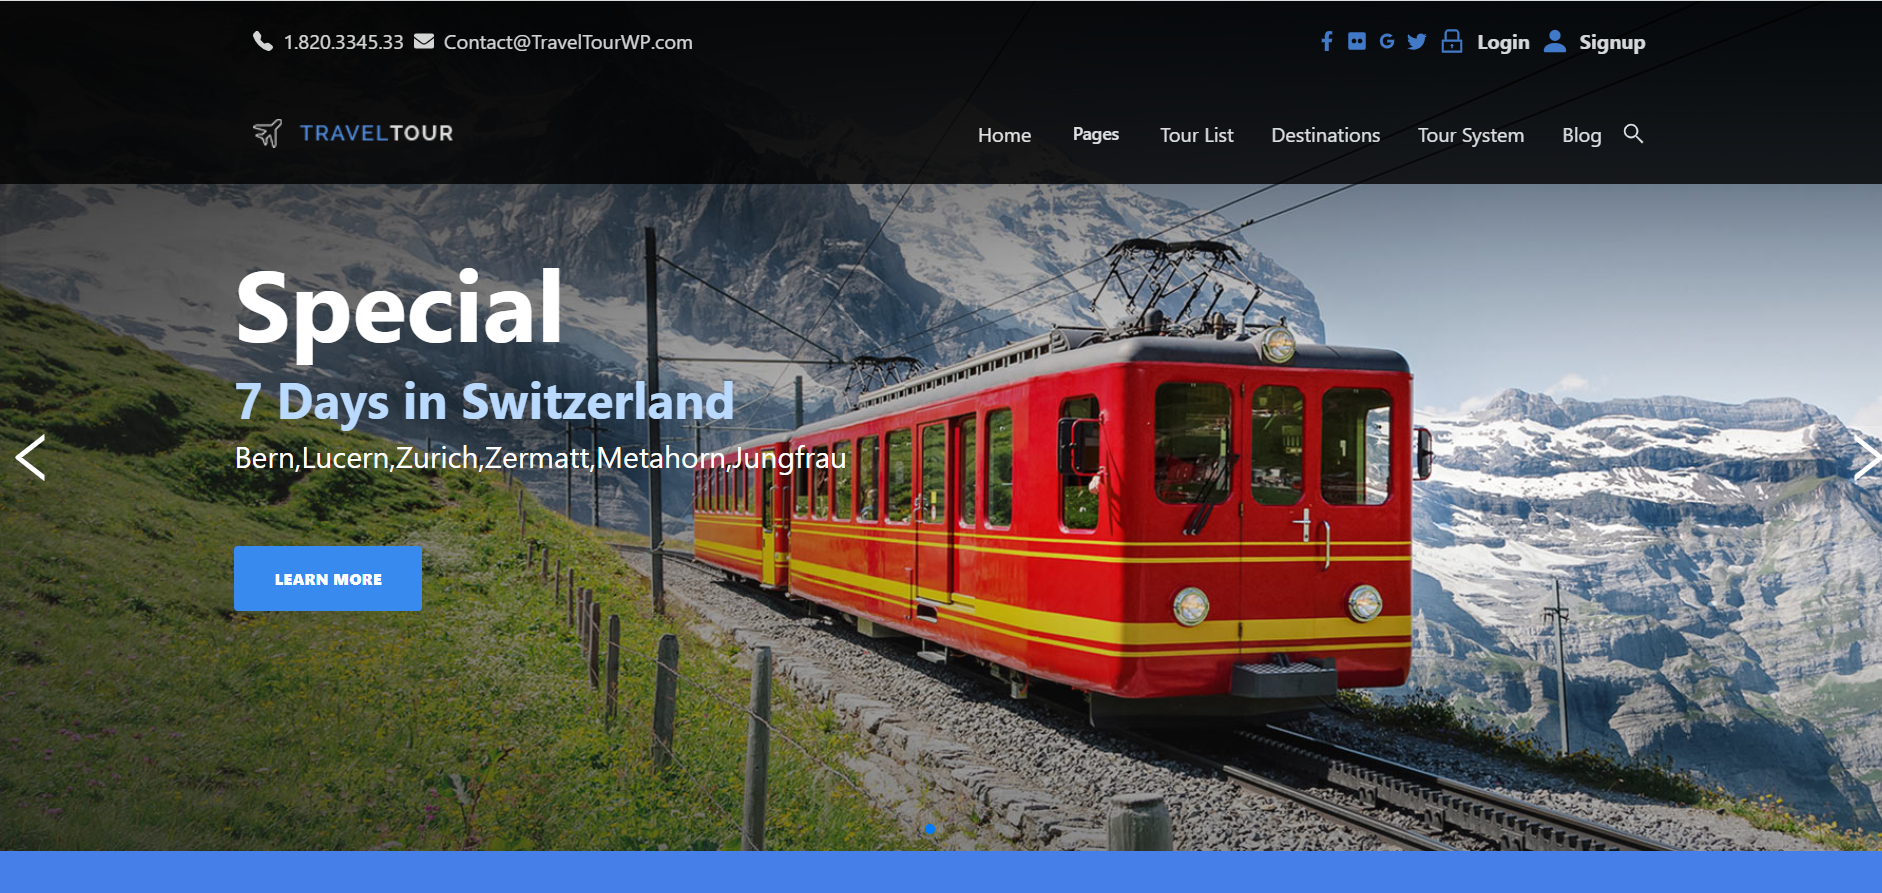 1.820.3345.33 Contact@TravelTourWP.com
Login Signup
TRAVELTOUR
Home Pages Tour List Destinations Tour System Blog
Special
7 Days in Switzerland
Bern,Lucern,Zurich,Zermatt,Metahorn,Jungfrau
LEARN MORE